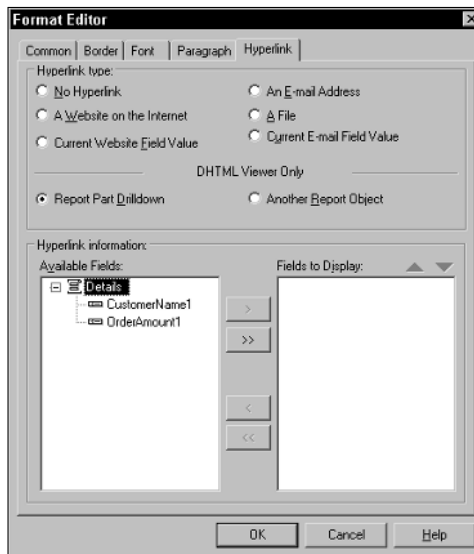 Format Editor
Common Border Font Paragraph Hyperlink
Hyperlink type:
No Hyperlink
An E-mail Address
A Website on the Internet
A File
Current Website Field Value
Current E-mail Field Value
DHTML Viewer Only
Report Part Drilldown
Another Report Object
Hyperlink information:
Available Fields:
Fields to Display:
Details
CustomerName1
OrderAmount1
>
>>
<
<<
OK Cancel Help